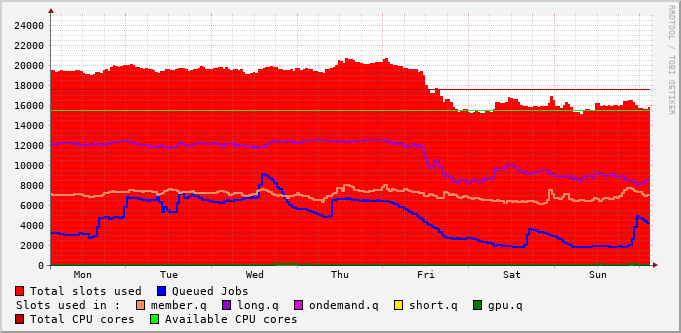 24000
22000
20000
18000
16000
14000
12000
10000
8000
6000
4000
2000
0
Mon Tue Wed Thu Fri Sat Sun
RRDTOOL / TOBI OETIKER
Total slots used Queued Jobs
Slots used in : member.q long.q ondemand.q short.q gpu.q
Total CPU cores Available CPU cores